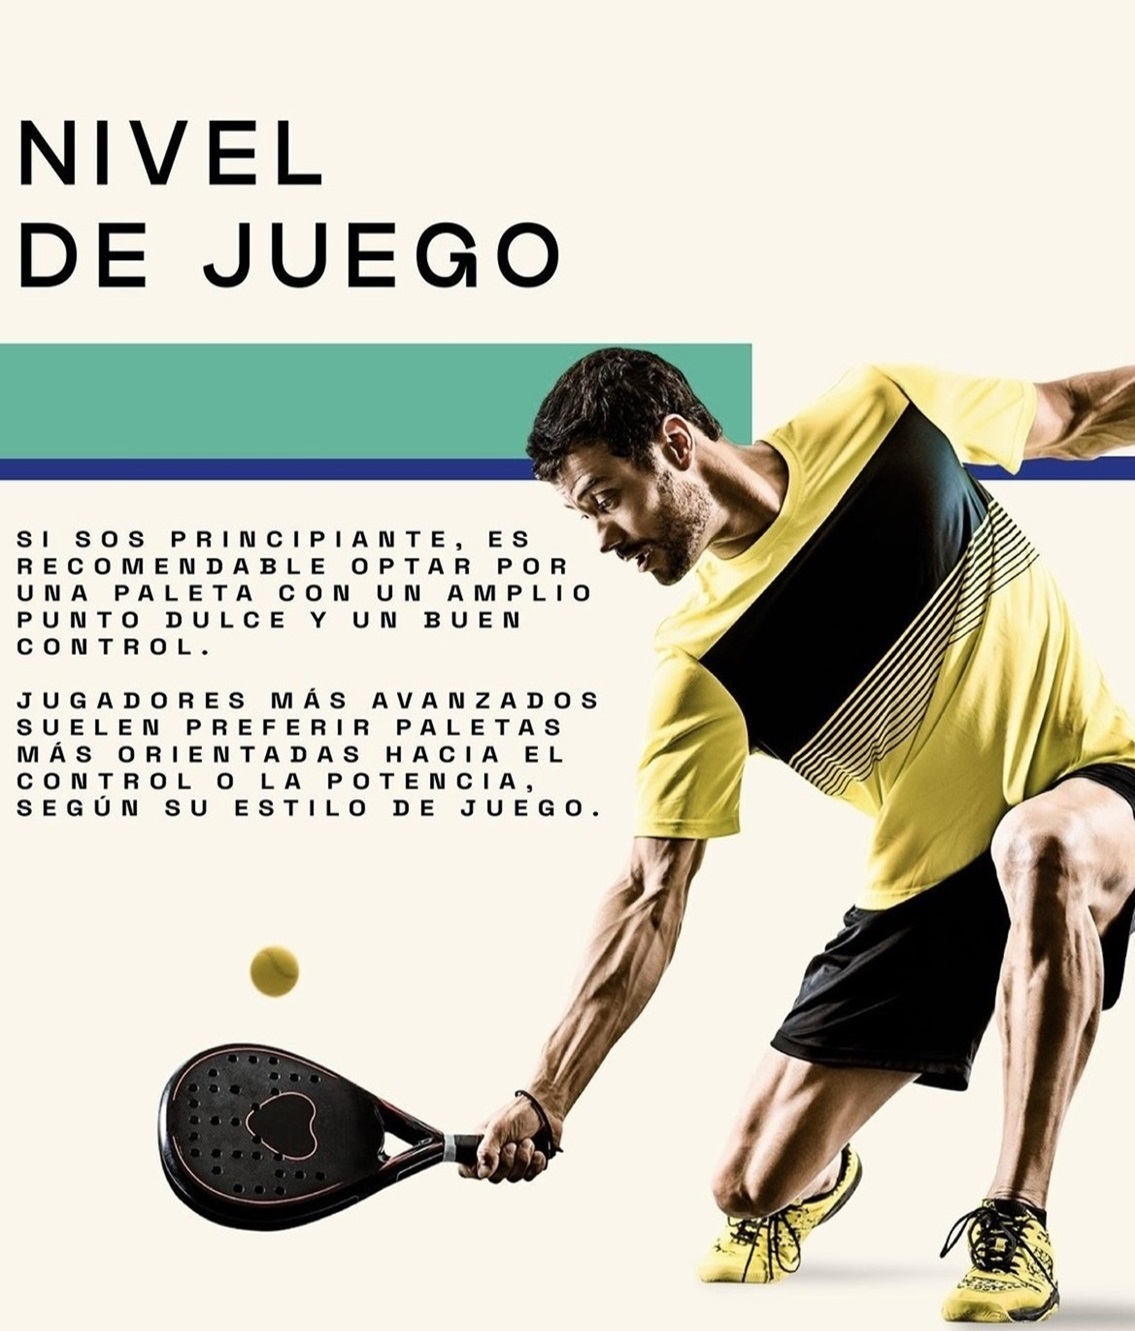 NIVEL
DE JUEGO
SI SOS PRINCIPIANTE, ES
RECOMENDABLE OPTAR POR
UNA PALETA CON UN AMPLIO
PUNTO DULCE Y UN BUEN
CONTROL.
JUGADORES MÁS AVANZADOS
SUELEN PREFERIR PALETAS
MÁS ORIENTADAS HACIA EL
CONTROL O LA POTENCIA,
SEGÚN SU ESTILO DE JUEGO.